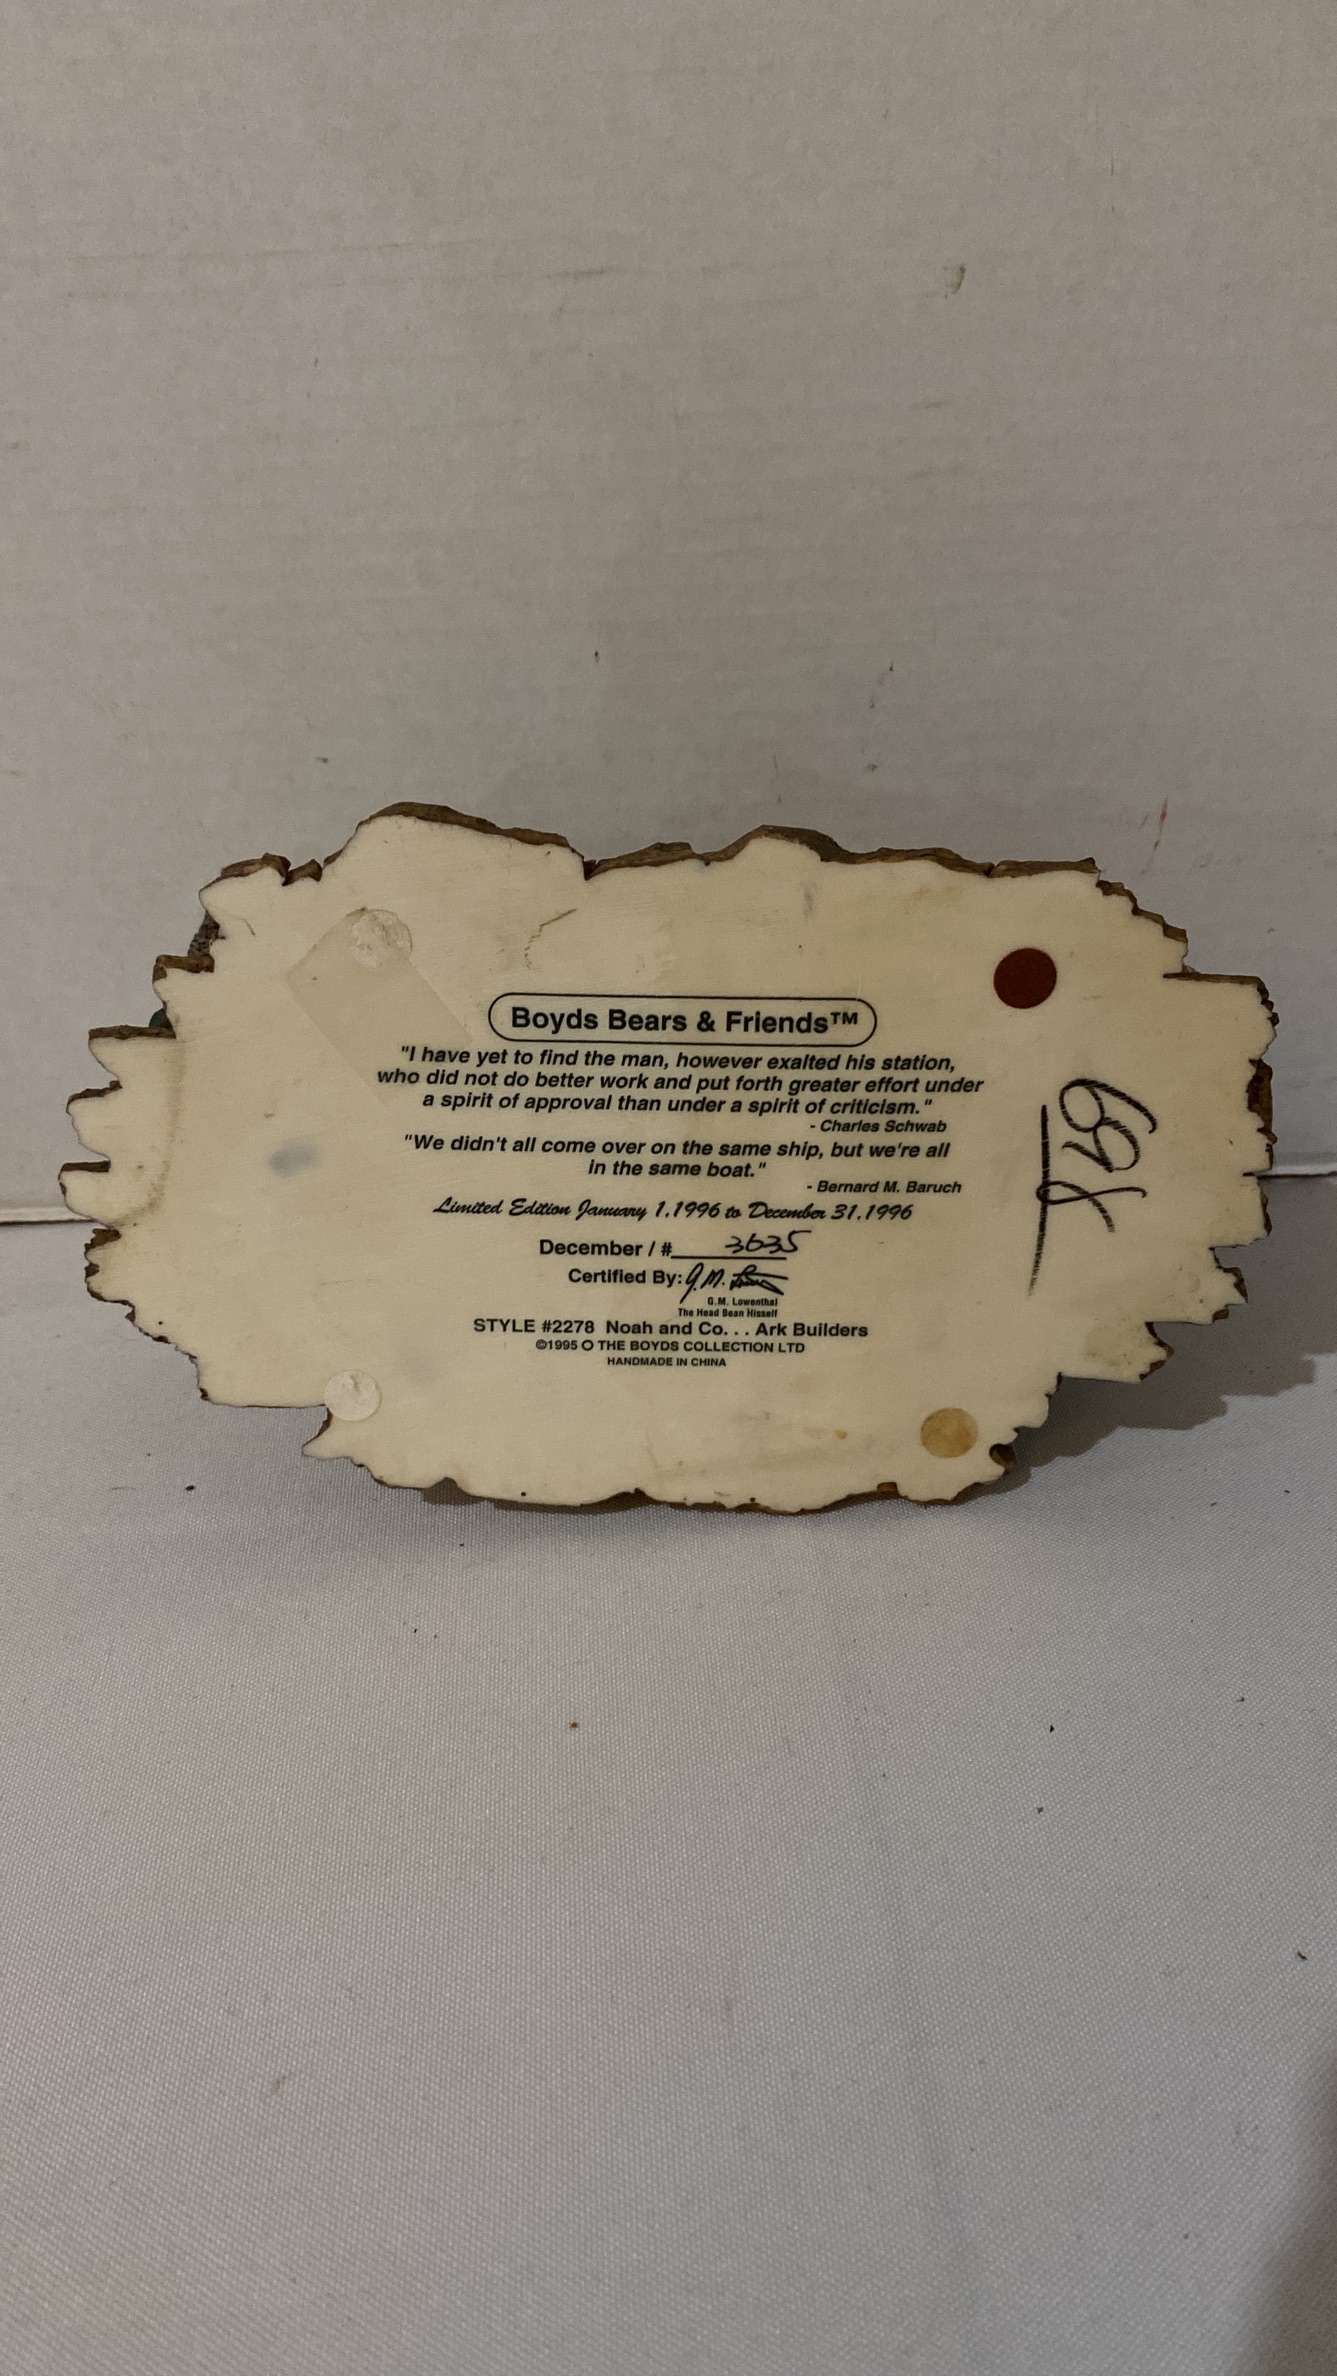 Boyds Bears & Friends™
"I have yet to find the man, however exalted his station,
who did not do better work and put forth greater effort under
a spirit of approval than under a spirit of criticism."
- Charles Schwab
"We didn't all come over on the same ship, but we're all
in the same boat."
- Bernard M. Baruch
Limited Edition January 1.1996 to December 31.1996
December / # 3635
Certified By: G.M.
G.M. Lowenthal
The Head Bean Hisself
STYLE #2278 Noah and Co. . . Ark Builders
©1995 THE BOYDS COLLECTION LTD
HANDMADE IN CHINA